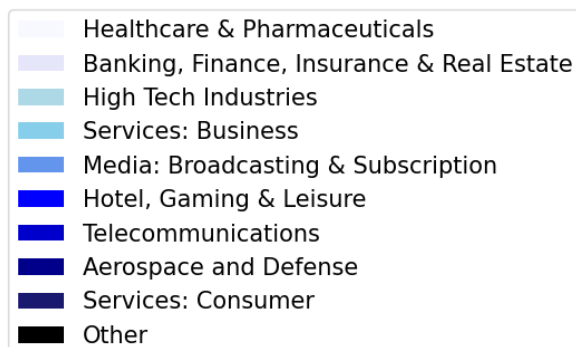 Healthcare & Pharmaceuticals
Banking, Finance, Insurance & Real Estate
High Tech Industries
Services: Business
Media: Broadcasting & Subscription
Hotel, Gaming & Leisure
Telecommunications
Aerospace and Defense
Services: Consumer
Other